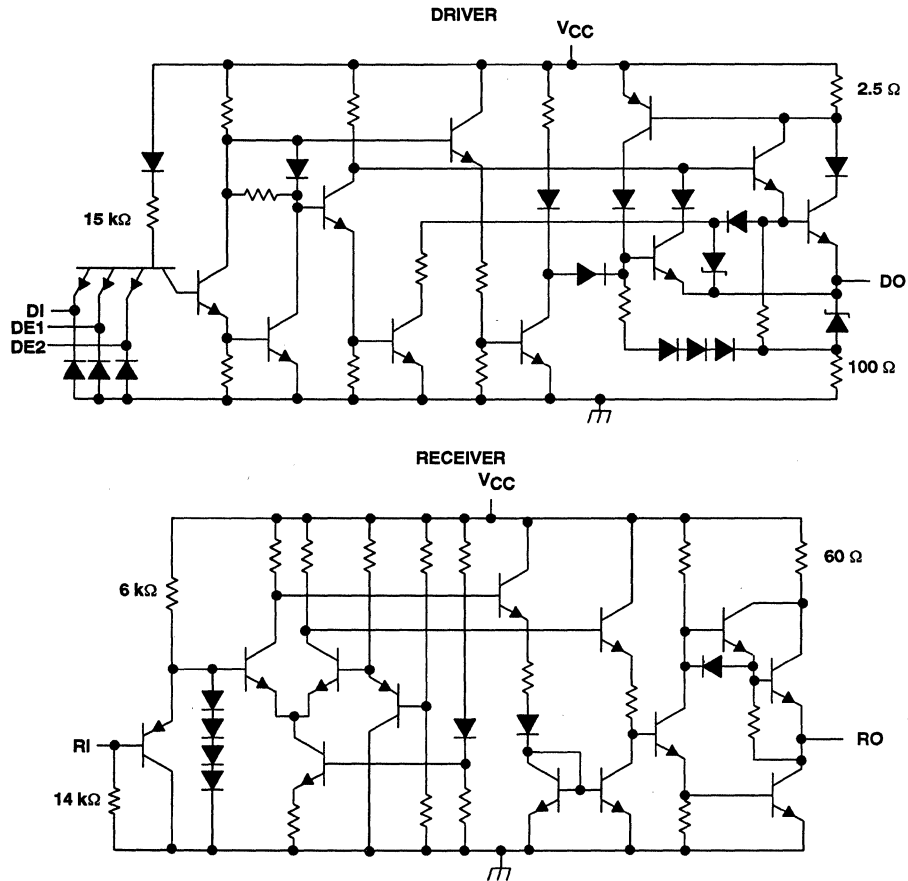 DRIVER
VCC
2.5 Ω
15 kΩ
DI
DE1
DE2
DO
100 Ω
RECEIVER
VCC
6 kΩ
60 Ω
RI
RO
14 kΩ